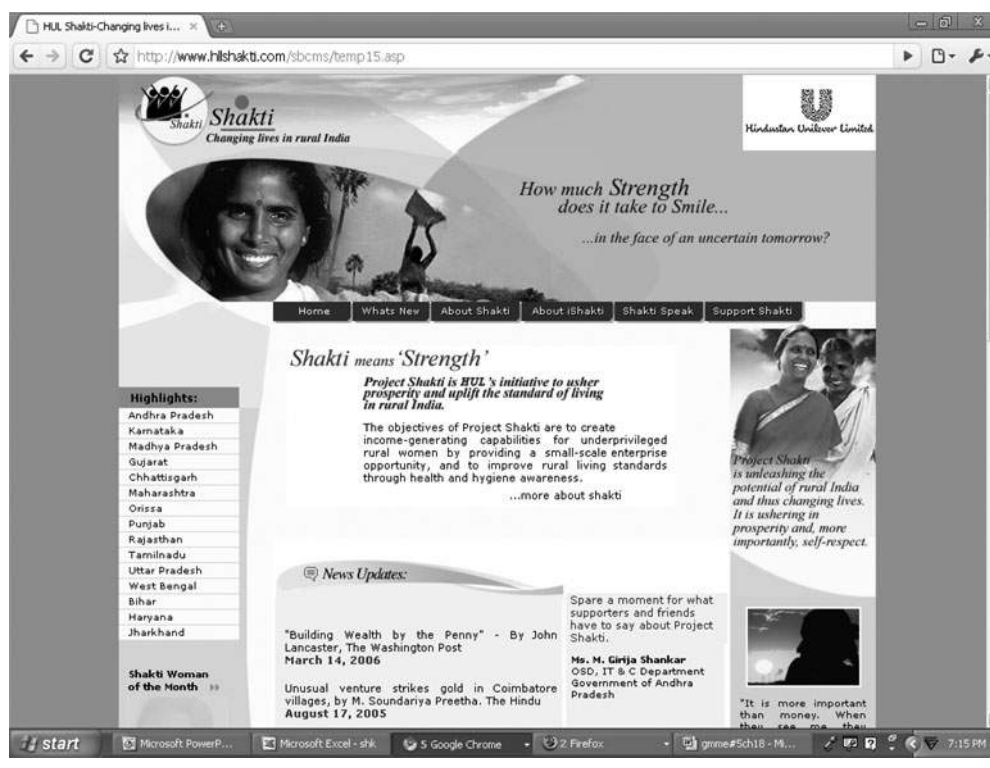 HUL Shakti-Changing lives i...
http://www.hllshakti.com/sbcms/temp15.asp
Shakti
Shakti
Changing lives in rural India
U
Hindustan Unilever Limited
How much Strength
does it take to Smile...
...in the face of an uncertain tomorrow?
Home
Whats New
About Shakti
About iShakti
Shakti Speak
Support Shakti
Highlights:
Andhra Pradesh
Karnataka
Madhya Pradesh
Gujarat
Chhattisgarh
Maharashtra
Orissa
Punjab
Rajasthan
Tamilnadu
Uttar Pradesh
West Bengal
Bihar
Haryana
Jharkhand
Shakti Woman
of the Month
Shakti means 'Strength'
Project Shakti is HUL's initiative to usher
prosperity and uplift the standard of living
in rural India.
The objectives of Project Shakti are to create
income-generating capabilities for underprivileged
rural women by providing a small-scale enterprise
opportunity, and to improve rural living standards
through health and hygiene awareness.
...more about shakti
News Updates:
"Building Wealth by the Penny" - By John
Lancaster, The Washington Post
March 14, 2006
Unusual venture strikes gold in Coimbatore
villages, by M. Soundariya Preetha. The Hindu
August 17, 2005
Spare a moment for what
supporters and friends
have to say about Project
Shakti.
Ms. M. Girija Shankar
OSD, IT & C Department
Government of Andhra
Pradesh
Project Shakti
is unleashing the
potential of rural India
and thus changing lives.
It is ushering in
prosperity and, more
importantly, self-respect.
"It is more important
than money. When
they see me they
start
Microsoft PowerP...
Microsoft Excel - shk
5 Google Chrome
2 Firefox
gmme#5ch18 - Mi...
7:15 PM